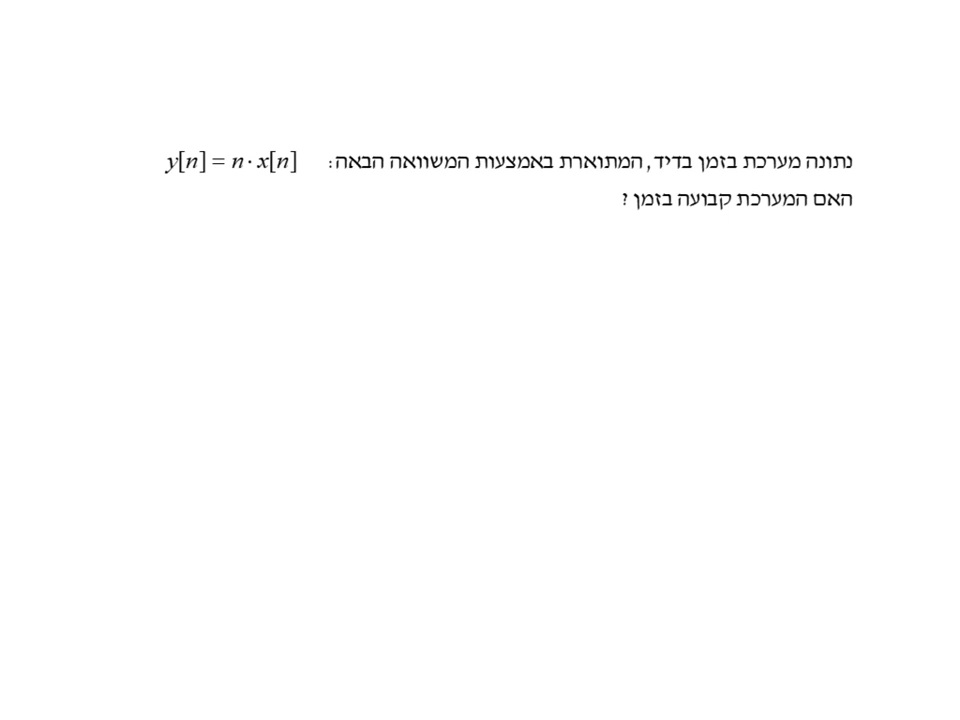 נתונה מערכת בזמן בדיד, המתוארת באמצעות המשוואה הבאה: y[n] = n · x[n]
האם המערכת קבועה בזמן ?